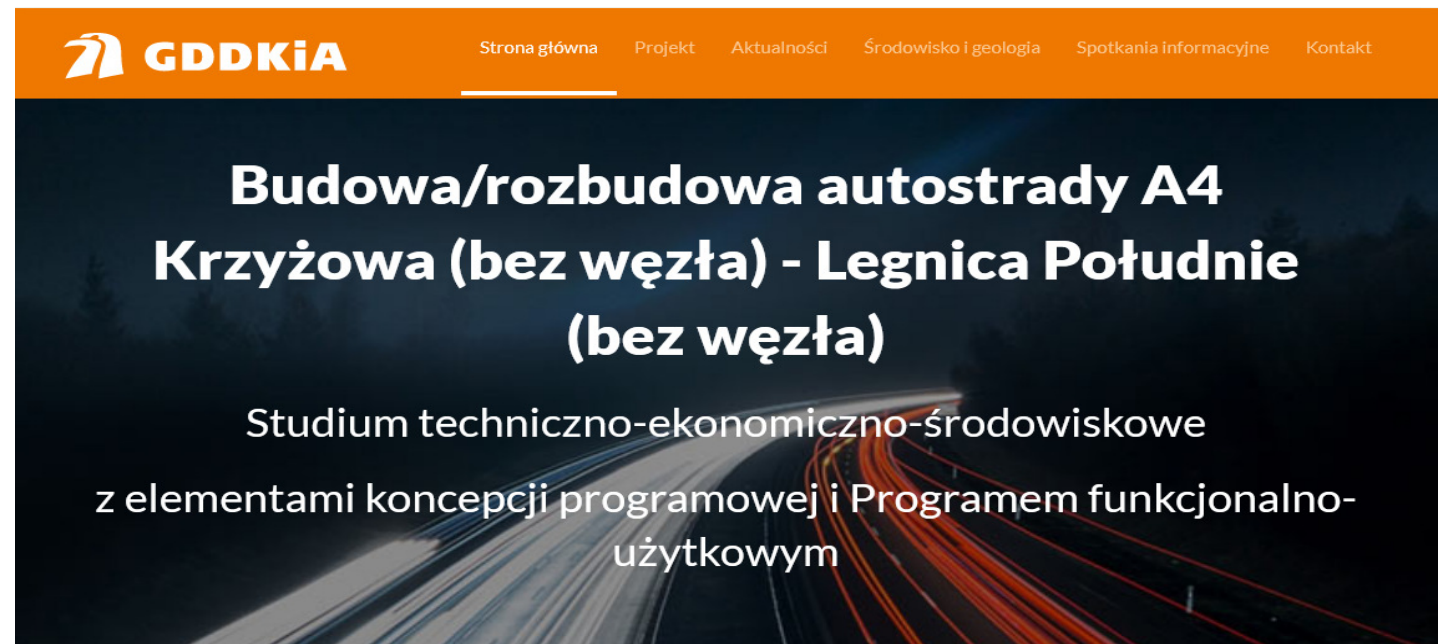 GDDKiA
Strona główna Projekt Aktualności Środowisko i geologia Spotkania informacyjne Kontakt
Budowa/rozbudowa autostrady A4
Krzyżowa (bez węzła) - Legnica Południe
(bez węzła)
Studium techniczno-ekonomiczno-środowiskowe
z elementami koncepcji programowej i Programem funkcjonalno-
użytkowym